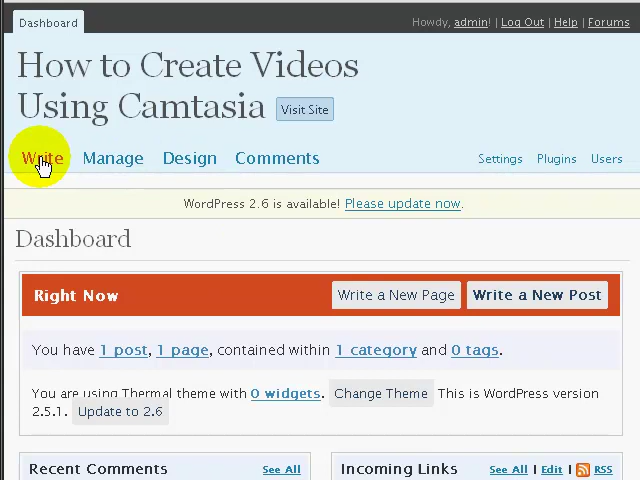 Dashboard
Howdy, admin! | Log Out | Help | Forums
How to Create Videos
Using Camtasia Visit Site
Write Manage Design Comments Settings Plugins Users
WordPress 2.6 is available! Please update now.
Dashboard
Right Now Write a New Page Write a New Post
You have 1 post, 1 page, contained within 1 category and 0 tags.
You are using Thermal theme with 0 widgets. Change Theme This is WordPress version
2.5.1. Update to 2.6
Recent Comments See All Incoming Links See All | Edit | RSS